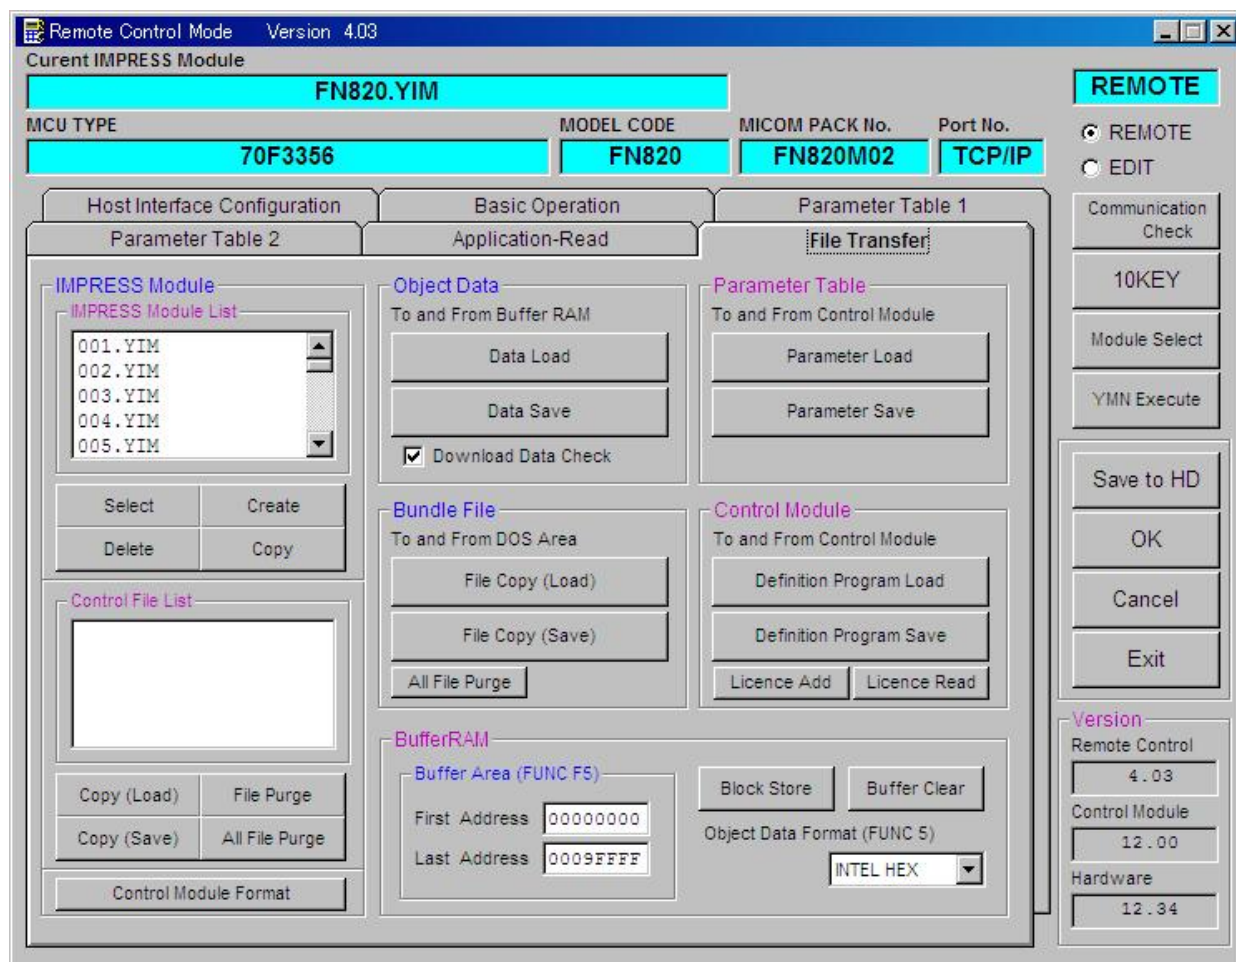 Remote Control Mode Version 4.03
Curent IMPRESS Module
FN820.YIM
REMOTE
MCU TYPE
MODEL CODE
MICOM PACK No.
Port No.
70F3356
FN820
FN820M02
TCP/IP
REMOTE
EDIT
Host Interface Configuration
Basic Operation
Parameter Table 1
Parameter Table 2
Application-Read
File Transfer
IMPRESS Module
IMPRESS Module List
001.YIM
002.YIM
003.YIM
004.YIM
005.YIM
Select
Create
Delete
Copy
Control File List
Copy (Load)
File Purge
Copy (Save)
All File Purge
Control Module Format
Object Data
To and From Buffer RAM
Data Load
Data Save
Download Data Check
Parameter Table
To and From Control Module
Parameter Load
Parameter Save
Bundle File
To and From DOS Area
File Copy (Load)
File Copy (Save)
All File Purge
Control Module
To and From Control Module
Definition Program Load
Definition Program Save
Licence Add
Licence Read
BufferRAM
Buffer Area (FUNC F5)
First Address 00000000
Last Address 0009FFFF
Block Store
Buffer Clear
Object Data Format (FUNC 5)
INTEL HEX
Communication
Check
10KEY
Module Select
YMN Execute
Save to HD
OK
Cancel
Exit
Version
Remote Control
4.03
Control Module
12.00
Hardware
12.34